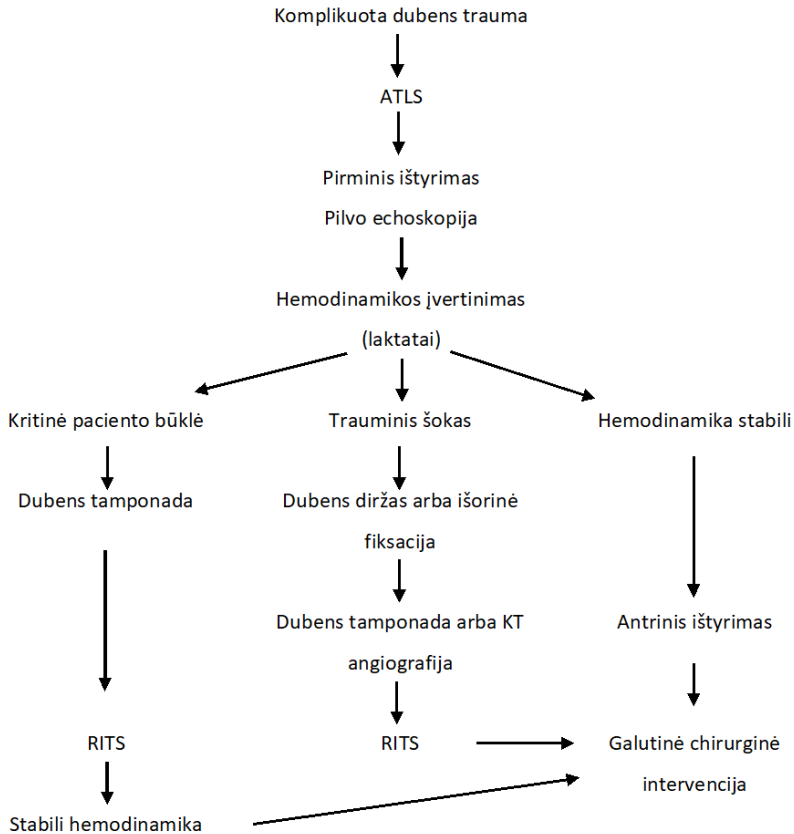 Komplikuota dubens trauma
ATLS
Pirminis ištyrimas
Pilvo echoskopija
Hemodinamikos įvertinimas
(laktatai)
Kritinė paciento būklė
Trauminis šokas
Hemodinamika stabili
Dubens tamponada
Dubens diržas arba išorinė
fiksacija
Dubens tamponada arba KT
angiografija
Antrinis ištyrimas
RITS
RITS
Galutinė chirurginė
intervencija
Stabili hemodinamika